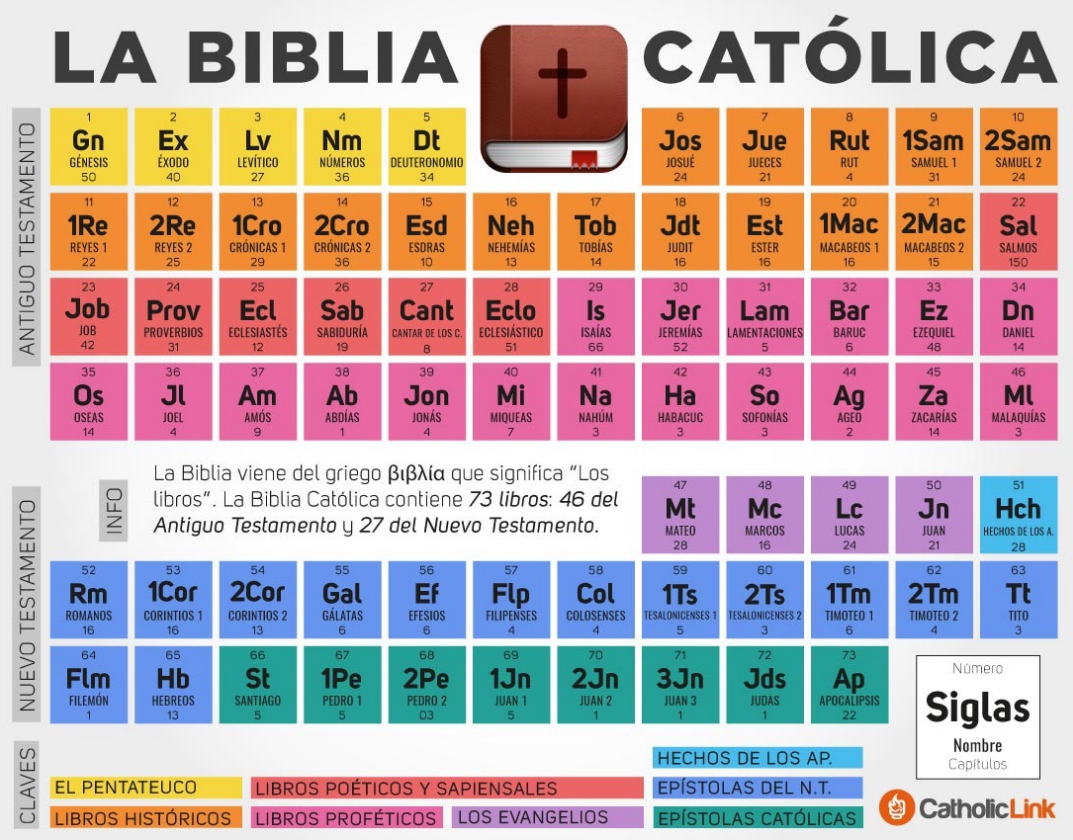 LA BIBLIA CATÓLICA
ANTIGUO TESTAMENTO
1
Gn
GÉNESIS
50
2
Ex
ÉXODO
40
3
Lv
LEVÍTICO
27
4
Nm
NÚMEROS
36
5
Dt
DEUTERONOMIO
34
6
Jos
JOSUÉ
24
7
Jue
JUECES
21
8
Rut
RUT
4
9
1Sam
SAMUEL 1
31
10
2Sam
SAMUEL 2
24
11
1Re
REYES 1
22
12
2Re
REYES 2
25
13
1Cro
CRÓNICAS 1
29
14
2Cro
CRÓNICAS 2
36
15
Esd
ESDRAS
10
16
Neh
NEHEMÍAS
13
17
Tob
TOBÍAS
14
18
Jdt
JUDIT
16
19
Est
ESTER
16
20
1Mac
MACABEOS 1
16
21
2Mac
MACABEOS 2
15
22
Sal
SALMOS
150
23
Job
JOB
42
24
Prov
PROVERBIOS
31
25
Ecl
ECLESIASTÉS
12
26
Sab
SABIDURÍA
19
27
Cant
CANTAR DE LOS C.
8
28
Eclo
ECLESIÁSTICO
51
29
Is
ISAÍAS
66
30
Jer
JEREMÍAS
52
31
Lam
LAMENTACIONES
5
32
Bar
BARUC
6
33
Ez
EZEQUIEL
48
34
Dn
DANIEL
14
35
Os
OSEAS
14
36
Jl
JOEL
4
37
Am
AMÓS
9
38
Ab
ABDÍAS
1
39
Jon
JONÁS
4
40
Mi
MIQUEAS
7
41
Na
NAHÚM
3
42
Ha
HABACUC
3
43
So
SOFONÍAS
3
44
Ag
AGEO
2
45
Za
ZACARÍAS
14
46
Ml
MALAQUÍAS
3
INFO
La Biblia viene del griego βιβλία que significa “Los
libros”. La Biblia Católica contiene 73 libros: 46 del
Antiguo Testamento y 27 del Nuevo Testamento.
NUEVO TESTAMENTO
47
Mt
MATEO
28
48
Mc
MARCOS
16
49
Lc
LUCAS
24
50
Jn
JUAN
21
51
Hch
HECHOS DE LOS A.
28
52
Rm
ROMANOS
16
53
1Cor
CORINTIOS 1
16
54
2Cor
CORINTIOS 2
13
55
Gal
GÁLATAS
6
56
Ef
EFESIOS
6
57
Flp
FILIPENSES
4
58
Col
COLOSENSES
4
59
1Ts
TESALONICENSES 1
5
60
2Ts
TESALONICENSES 2
3
61
1Tm
TIMOTEO 1
6
62
2Tm
TIMOTEO 2
4
63
Tt
TITO
3
64
Flm
FILEMÓN
1
65
Hb
HEBREOS
13
66
St
SANTIAGO
5
67
1Pe
PEDRO 1
5
68
2Pe
PEDRO 2
03
69
1Jn
JUAN 1
5
70
2Jn
JUAN 2
1
71
3Jn
JUAN 3
1
72
Jds
JUDAS
1
73
Ap
APOCALIPSIS
22
Número
Siglas
Nombre
Capítulos
CLAVES
EL PENTATEUCO
LIBROS HISTÓRICOS
LIBROS POÉTICOS Y SAPIENSALES
LIBROS PROFÉTICOS
LOS EVANGELIOS
HECHOS DE LOS AP.
EPÍSTOLAS DEL N.T.
EPÍSTOLAS CATÓLICAS
CatholicLink